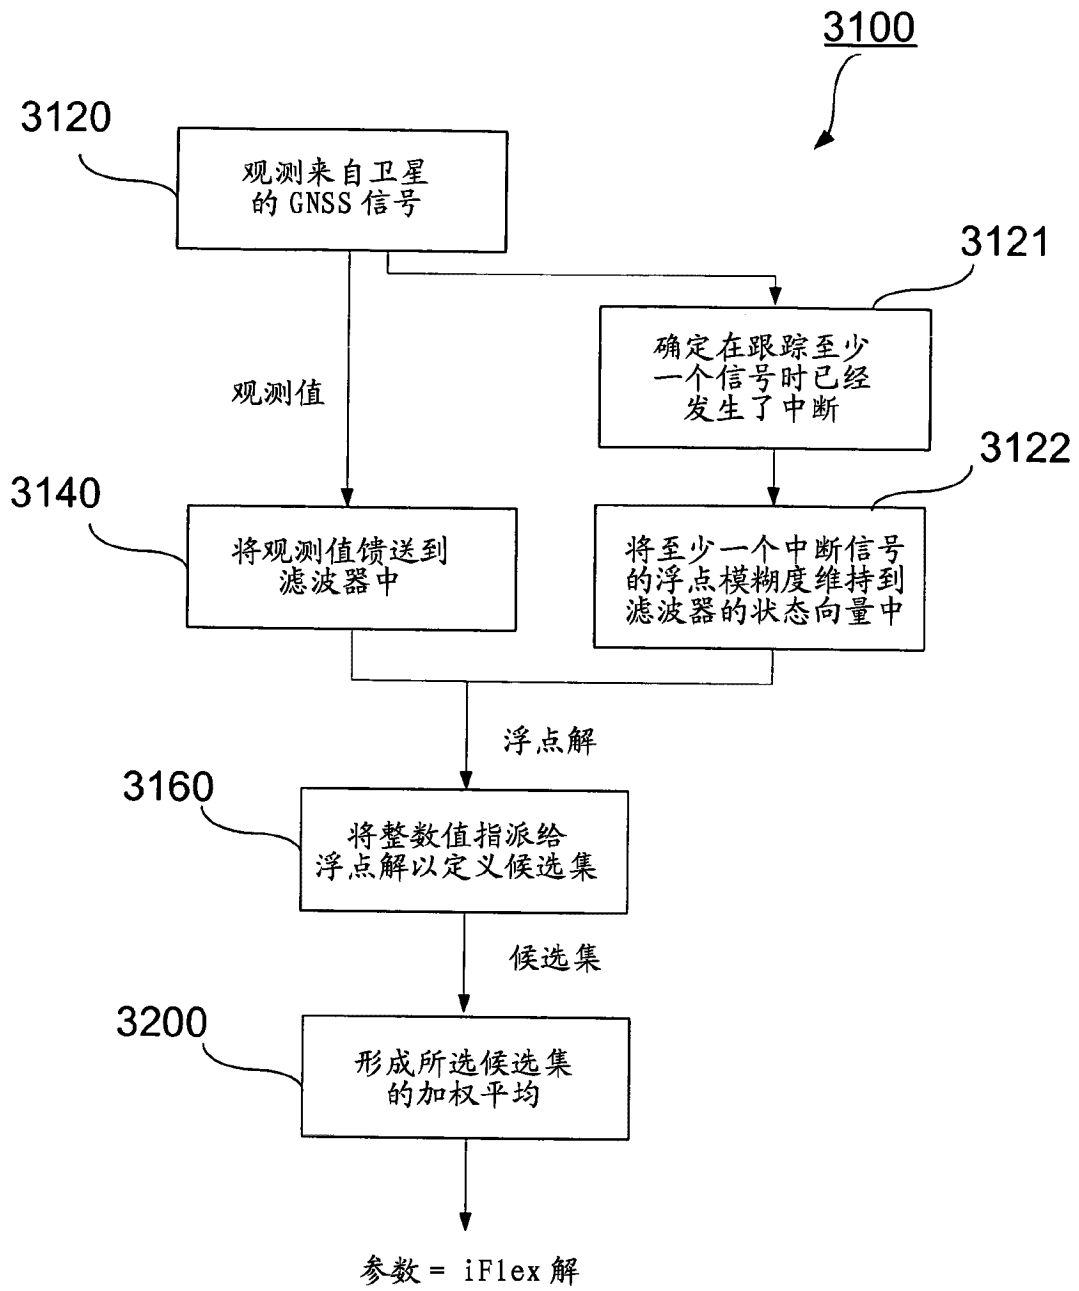 3100
3120
观测来自卫星
的 GNSS 信号
3121
确定在跟踪至少
一个信号时已经
发生了中断
观测值
3122
3140
将观测值馈送到
滤波器中
将至少一个中断信号
的浮点模糊度维持到
滤波器的状态向量中
浮点解
3160
将整数值指派给
浮点解以定义候选集
候选集
3200
形成所选候选集
的加权平均
参数 = iFlex 解